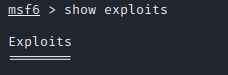 msf6 > show exploits
Exploits
========